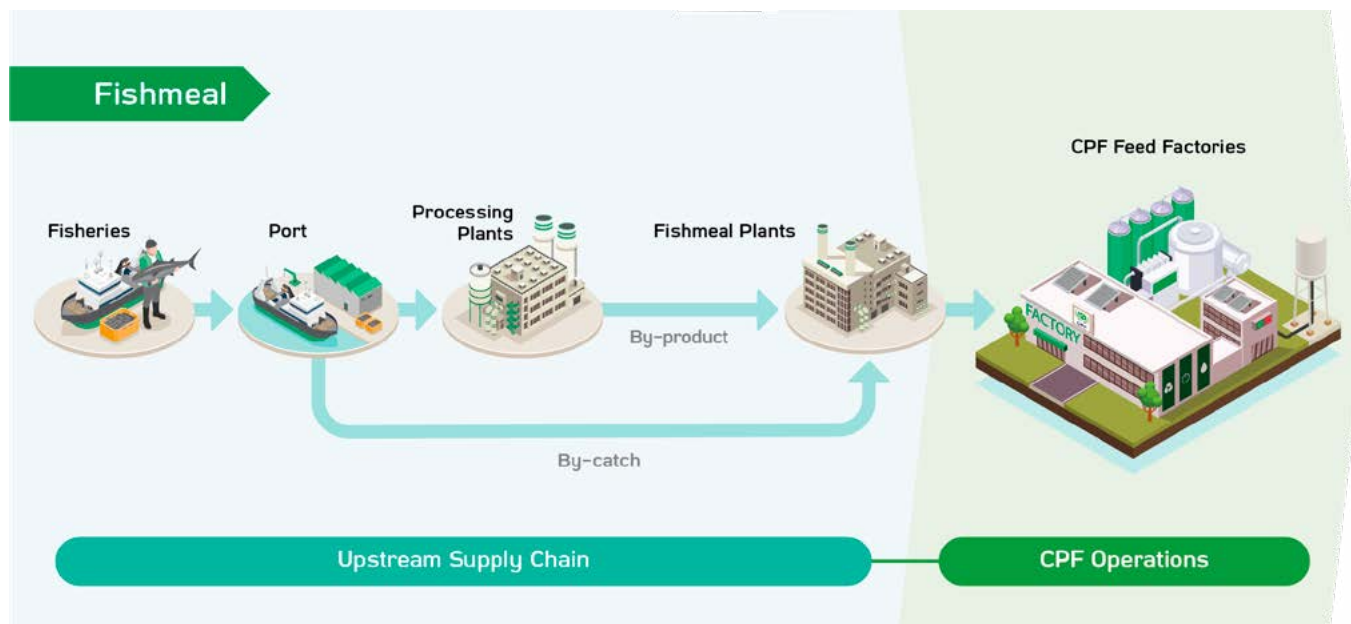 Fishmeal
CPF Feed Factories
Fisheries
Port
Processing
Plants
Fishmeal Plants
FACTORY
By-product
By-catch
Upstream Supply Chain
CPF Operations